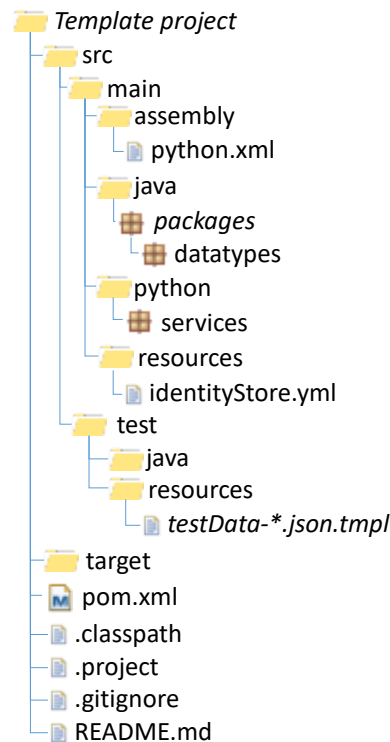 Template project
src
main
assembly
python.xml
java
packages
datatypes
python
services
resources
identityStore.yml
test
java
resources
testData-*.json.tmpl
target
pom.xml
.classpath
.project
.gitignore
README.md